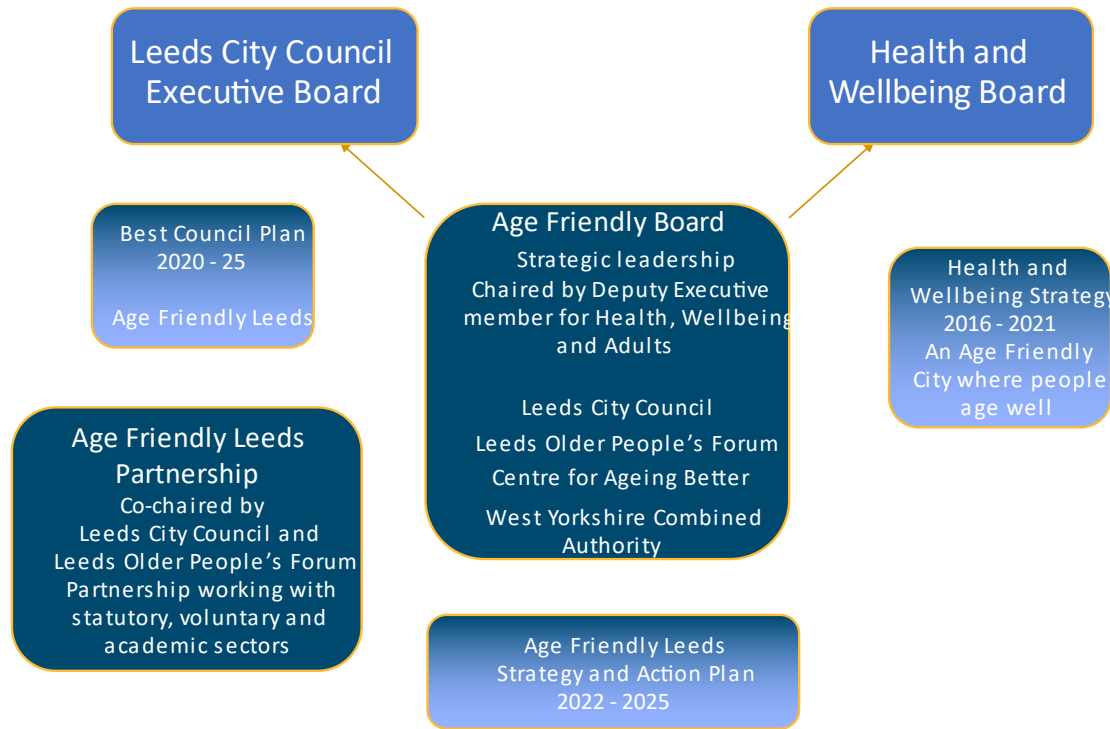 Leeds City Council
Executive Board
Health and
Wellbeing Board
Best Council Plan
2020 - 25
Age Friendly Leeds
Age Friendly Board
Strategic leadership
Chaired by Deputy Executive
member for Health, Wellbeing
and Adults
Leeds City Council
Leeds Older People’s Forum
Centre for Ageing Better
West Yorkshire Combined
Authority
Health and
Wellbeing Strategy
2016 - 2021
An Age Friendly
City where people
age well
Age Friendly Leeds
Partnership
Co-chaired by
Leeds City Council and
Leeds Older People’s Forum
Partnership working with
statutory, voluntary and
academic sectors
Age Friendly Leeds
Strategy and Action Plan
2022 - 2025